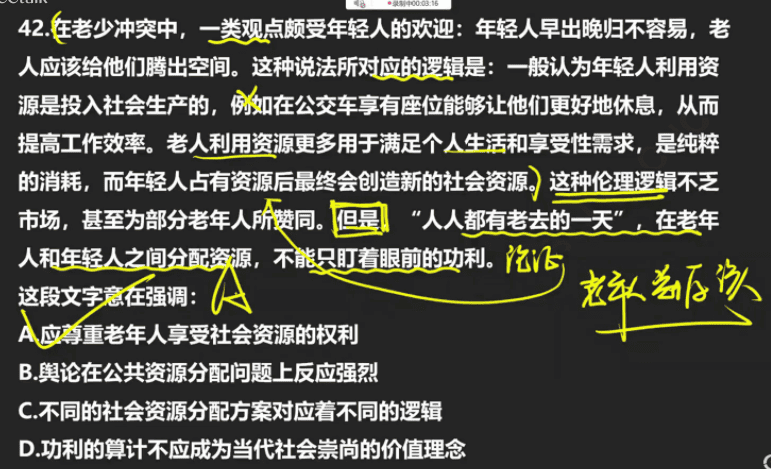 录制中00:03:16
42.在老少冲突中，一类观点颇受年轻人的欢迎：年轻人早出晚归不容易，老
人应该给他们腾出空间。这种说法所对应的逻辑是：一般认为年轻人利用资
源是投入社会生产的，例如在公交车享有座位能够让他们更好地休息，从而
提高工作效率。老人利用资源更多用于满足个人生活和享受性需求，是纯粹
的消耗，而年轻人占有资源后最终会创造新的社会资源。这种伦理逻辑不乏
市场，甚至为部分老年人所赞同。但是，“人人都有老去的一天”，在老年
人和年轻人之间分配资源，不能只盯着眼前的功利。
这段文字意在强调：
A
A.应尊重老年人享受社会资源的权利
B.舆论在公共资源分配问题上反应强烈
C.不同的社会资源分配方案对应着不同的逻辑
D.功利的算计不应成为当代社会崇尚的价值理念